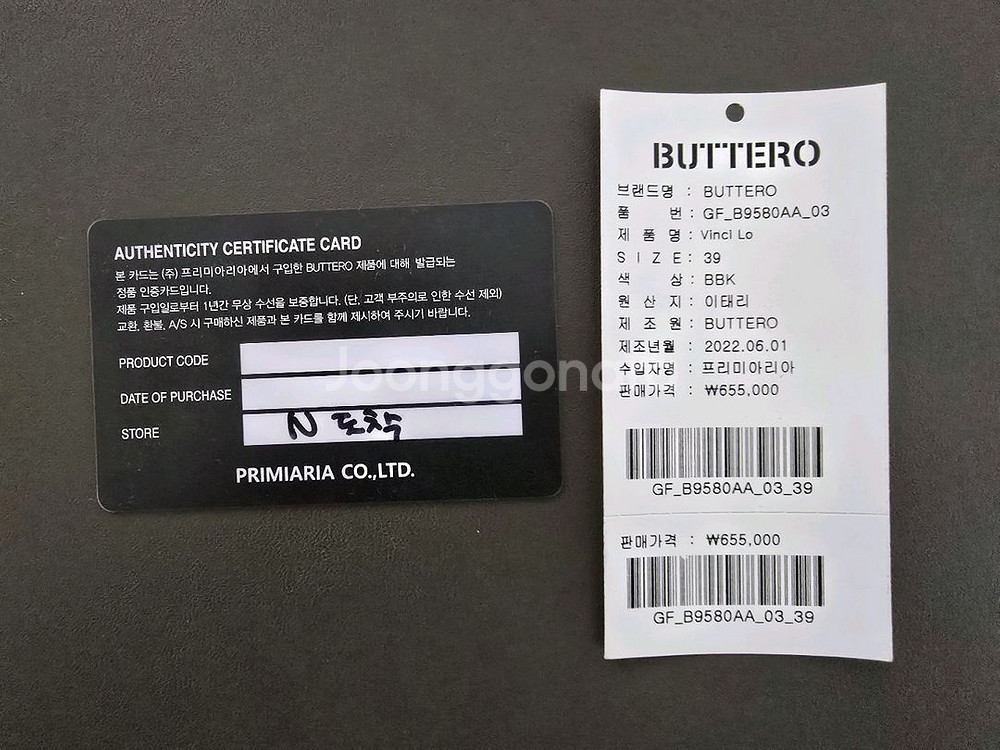 AUTHENTICITY CERTIFICATE CARD
본 카드는 (주) 프리미아리아에서 구입한 BUTTERO 제품에 대해 발급되는
정품 인증카드입니다.
제품 구입일로부터 1년간 무상 수선을 보증합니다. (단, 고객 부주의로 인한 수선 제외)
교환, 환불, A/S 시 구매하신 제품과 본 카드를 함께 제시하여 주시기 바랍니다.
PRODUCT CODE
DATE OF PURCHASE
STORE N 도착
PRIMIARIA CO.,LTD.
Joonggona
BUTTERO
브랜드명 : BUTTERO
품 번 : GF_B9580AA_03
제 품 명 : Vinci Lo
S I Z E : 39
색 상 : BBK
원 산 지 : 이태리
제 조 원 : BUTTERO
제조년월 : 2022.06.01
수입자명 : 프리미아리아
판매가격 : ₩655,000
GF_B9580AA_03_39
판매가격 : ₩655,000
GF_B9580AA_03_39